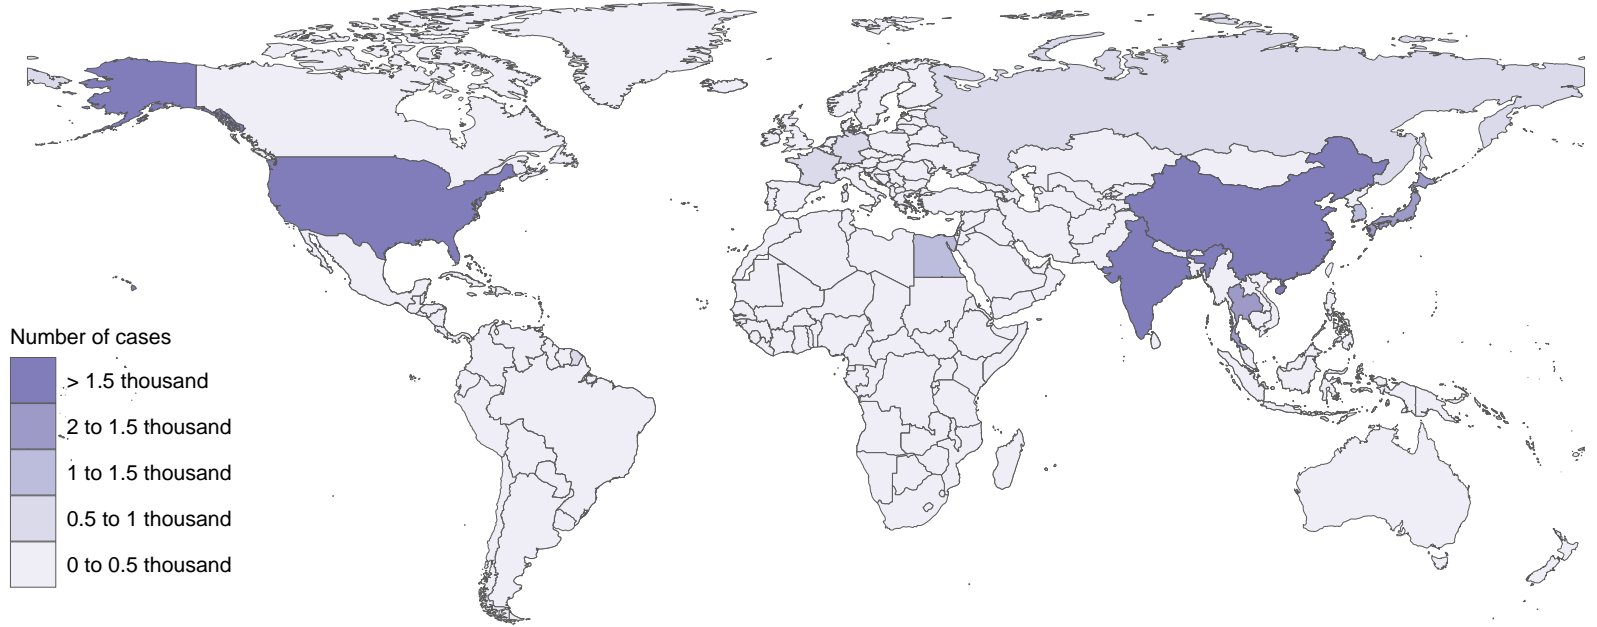 Number of cases
> 1.5 thousand
2 to 1.5 thousand
1 to 1.5 thousand
0.5 to 1 thousand
0 to 0.5 thousand